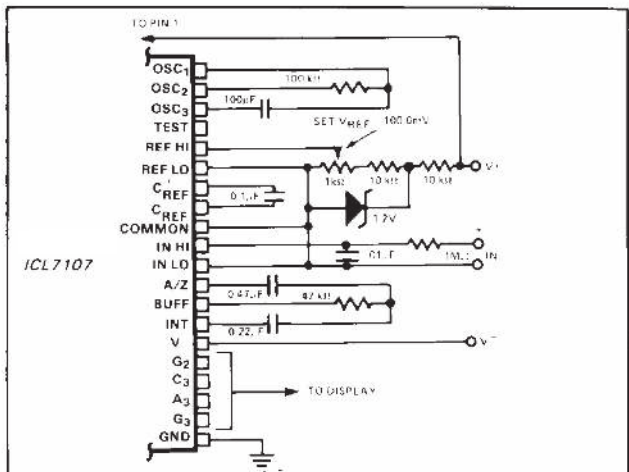 TO PIN 1
OSC1
OSC2
OSC3
TEST
REF HI
REF LO
CREF
CREF
COMMON
IN HI
IN LO
A/Z
BUFF
INT
V
G2
C3
A3
G3
GND
ICL7107
100 kΩ
100pF
SET VREF
100.0mV
1kΩ
10 kΩ
10 kΩ
V+
0.1µF
1.2V
+
1MΩ
IN
0.47µF
47 kΩ
0.22µF
V−
TO DISPLAY